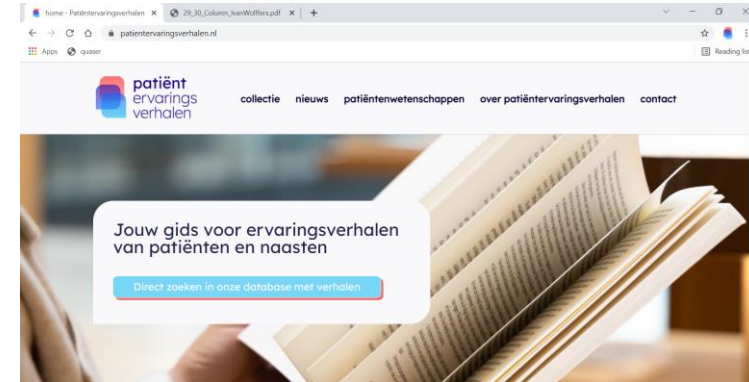 home - Patiëntervaringsverhalen
29_30_Column_IvanWolffers.pdf
patientervaringsverhalen.nl
Apps
quaser
Reading list
patiënt
ervarings
verhalen
collectie nieuws patiëntenwetenschappen over patiëntervaringsverhalen contact
Jouw gids voor ervaringsverhalen
van patiënten en naasten
Direct zoeken in onze database met verhalen